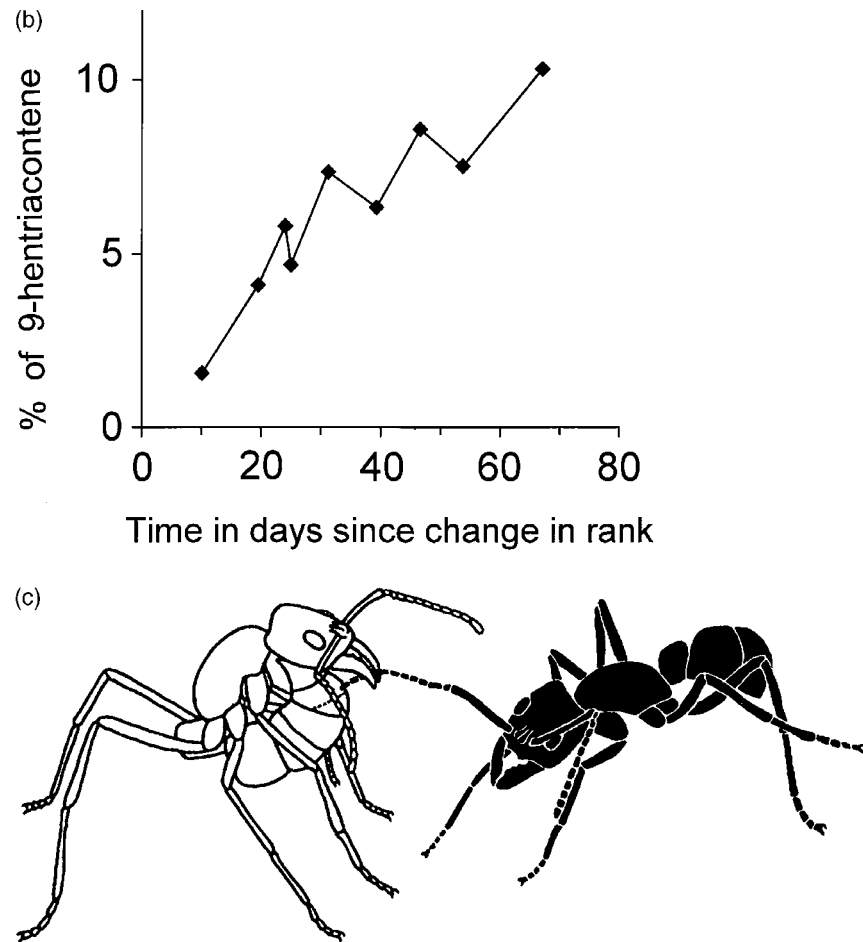 (b)
% of 9-hentriacontene
10
5
0
0 20 40 60 80
Time in days since change in rank
(c)